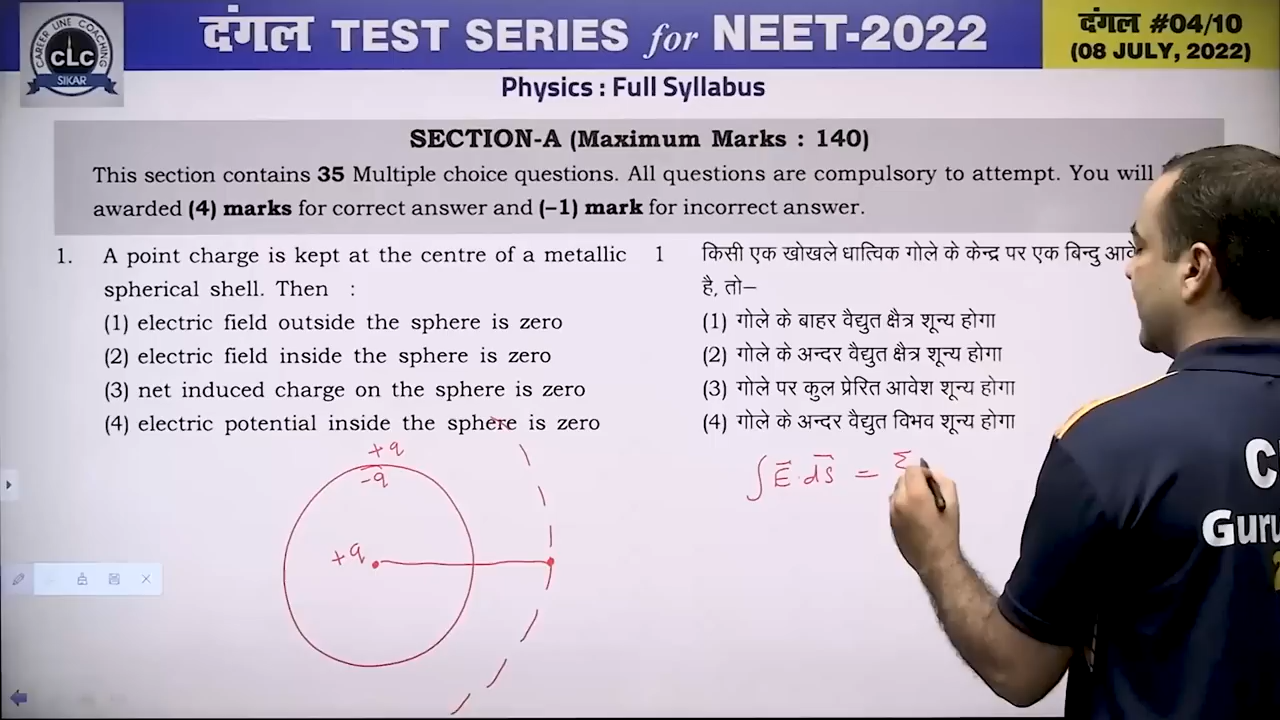 CAREER LINE COACHING
CLC
SIKAR
दंगल TEST SERIES for NEET-2022
दंगल #04/10
(08 JULY, 2022)
Physics : Full Syllabus
SECTION-A (Maximum Marks : 140)
This section contains 35 Multiple choice questions. All questions are compulsory to attempt. You will
awarded (4) marks for correct answer and (–1) mark for incorrect answer.
1. A point charge is kept at the centre of a metallic
spherical shell. Then :
(1) electric field outside the sphere is zero
(2) electric field inside the sphere is zero
(3) net induced charge on the sphere is zero
(4) electric potential inside the sphere is zero
1 किसी एक खोखले धात्विक गोले के केन्द्र पर एक बिन्दु
है, तो–
(1) गोले के बाहर वैद्युत क्षैत्र शून्य होगा
(2) गोले के अन्दर वैद्युत क्षैत्र शून्य होगा
(3) गोले पर कुल प्रेरित आवेश शून्य होगा
(4) गोले के अन्दर वैद्युत विभव शून्य होगा
+q
-q
+q
∫ E⃗·dS⃗ = Σ
C
Guru